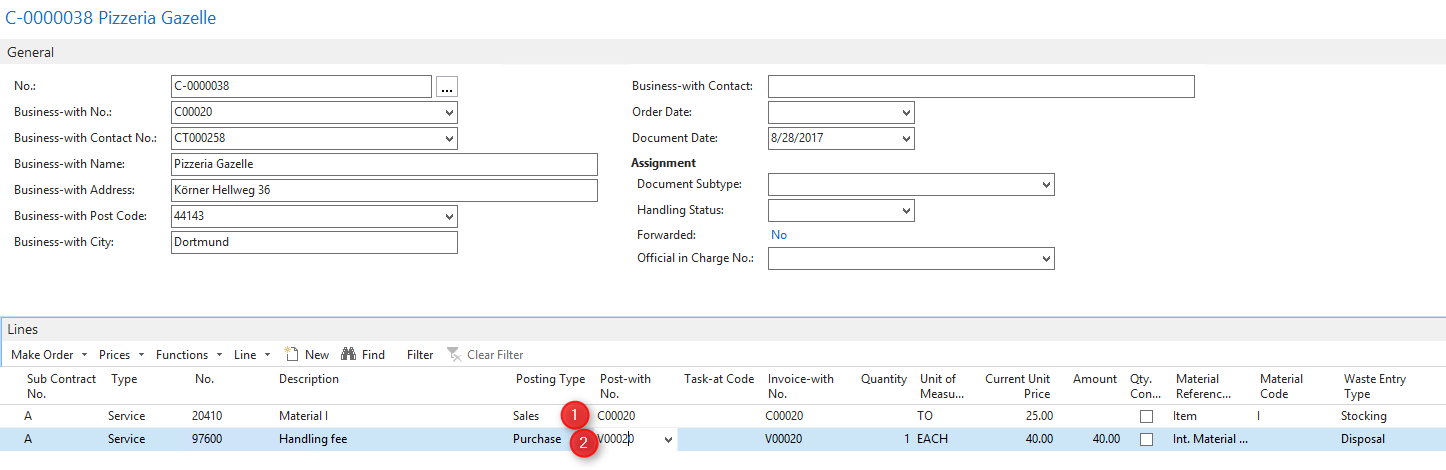 C-0000038 Pizzeria Gazelle
General
No.: C-0000038 ...
Business-with No.: C00020
Business-with Contact No.: CT000258
Business-with Name: Pizzeria Gazelle
Business-with Address: Körner Hellweg 36
Business-with Post Code: 44143
Business-with City: Dortmund
Business-with Contact:
Order Date:
Document Date: 8/28/2017
Assignment
Document Subtype:
Handling Status:
Forwarded: No
Official in Charge No.:
Lines
Make Order Prices Functions Line New Find Filter Clear Filter
Sub Contract No. Type No. Description Posting Type Post-with No. Task-at Code Invoice-with No. Quantity Unit of Measu... Current Unit Price Amount Qty. Con... Material Referenc... Material Code Waste Entry Type
A Service 20410 Material I Sales 1 C00020 C00020 TO 25.00 Item I Stocking
A Service 97600 Handling fee Purchase 2 V00020 V00020 1 EACH 40.00 40.00 Int. Material ... Disposal